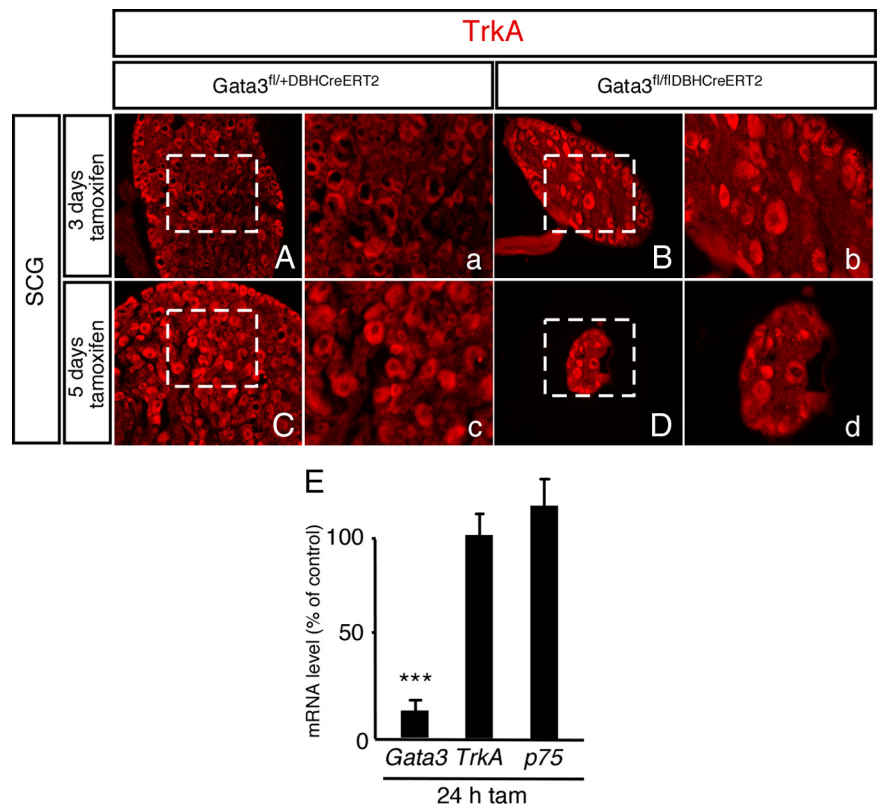 TrkA
Gata3fl/+DBHCreERT2
Gata3fl/flDBHCreERT2
SCG
3 days
tamoxifen
A
a
B
b
5 days
tamoxifen
C
c
D
d
E
mRNA level (% of control)
100
50
0
***
Gata3 TrkA p75
24 h tam